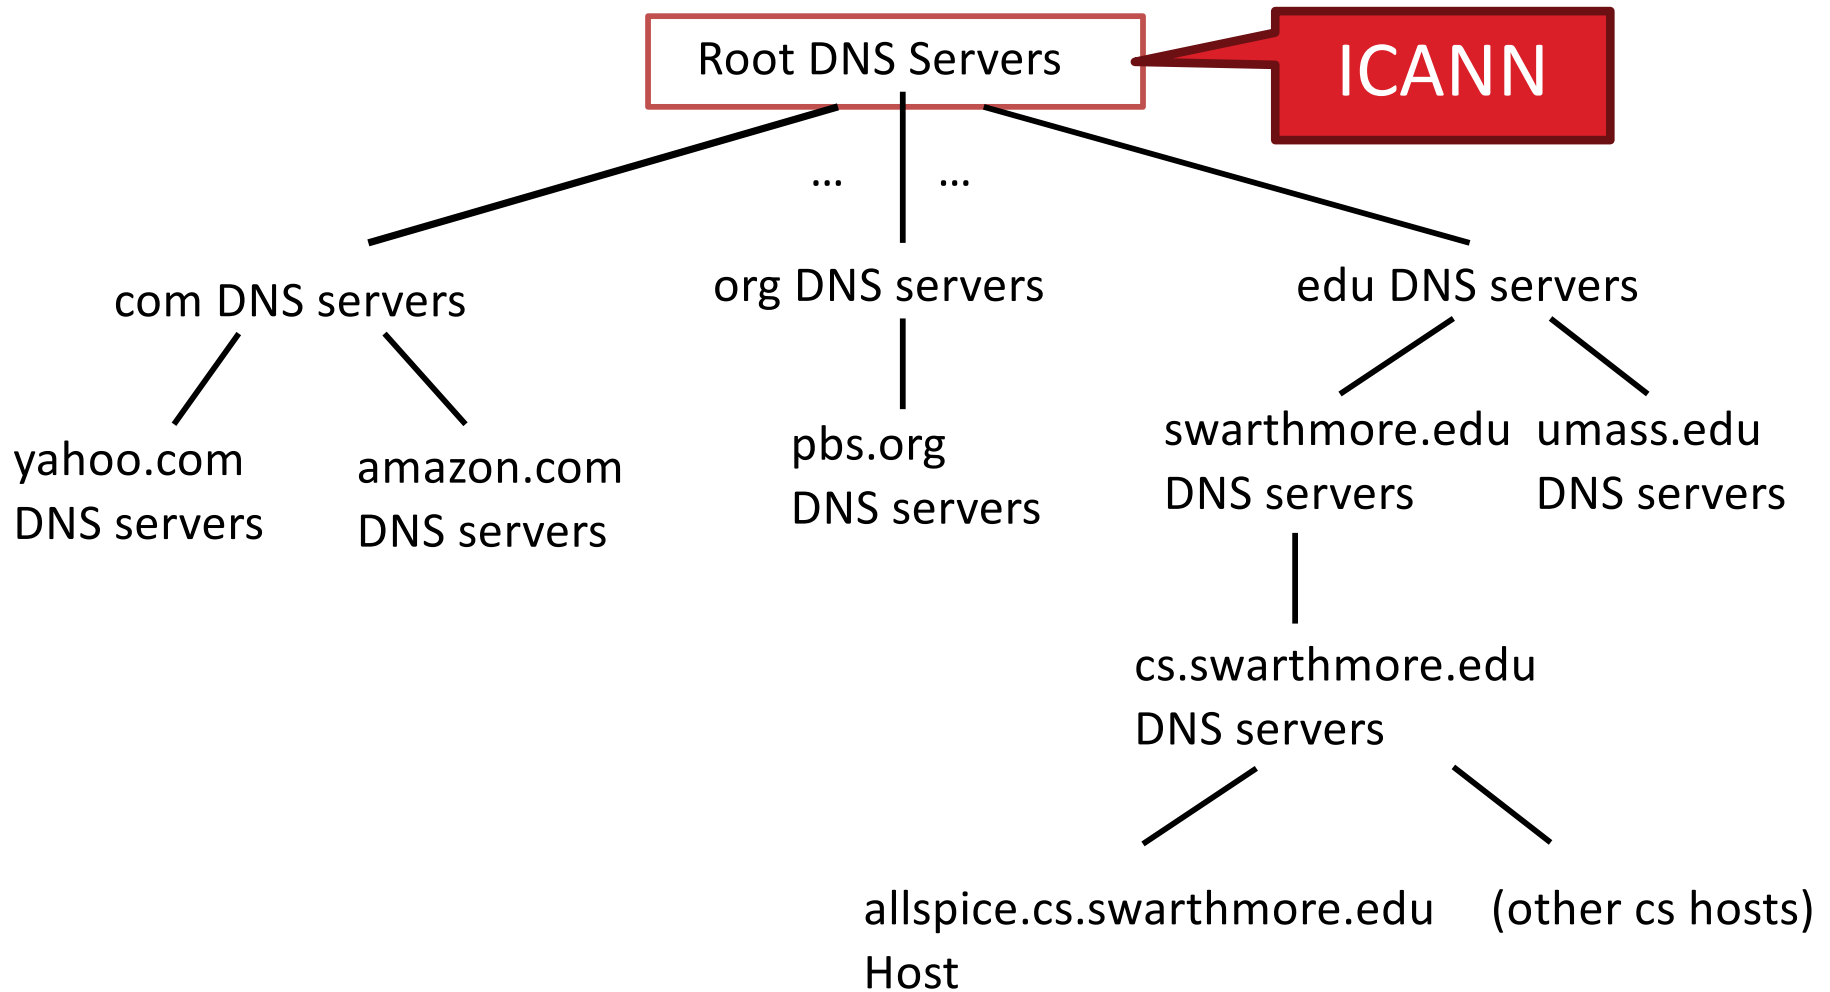 Root DNS Servers
ICANN
... ...
com DNS servers
org DNS servers
edu DNS servers
yahoo.com
DNS servers
amazon.com
DNS servers
pbs.org
DNS servers
swarthmore.edu
DNS servers
umass.edu
DNS servers
cs.swarthmore.edu
DNS servers
allspice.cs.swarthmore.edu
Host
(other cs hosts)